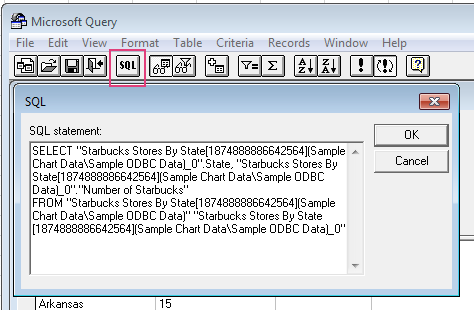 Microsoft Query
File Edit View Format Table Criteria Records Window Help
SQL
SQL
SQL statement:
SELECT "Starbucks Stores By State[1874888886642564](Sample
Chart Data\Sample ODBC Data)_0".State, "Starbucks Stores By
State[1874888886642564](Sample Chart Data\Sample ODBC
Data)_0"."Number of Starbucks"
FROM "Starbucks Stores By State[1874888886642564](Sample
Chart Data\Sample ODBC Data)" "Starbucks Stores By State
[1874888886642564](Sample Chart Data\Sample ODBC Data)_0"
OK
Cancel
Arkansas 15